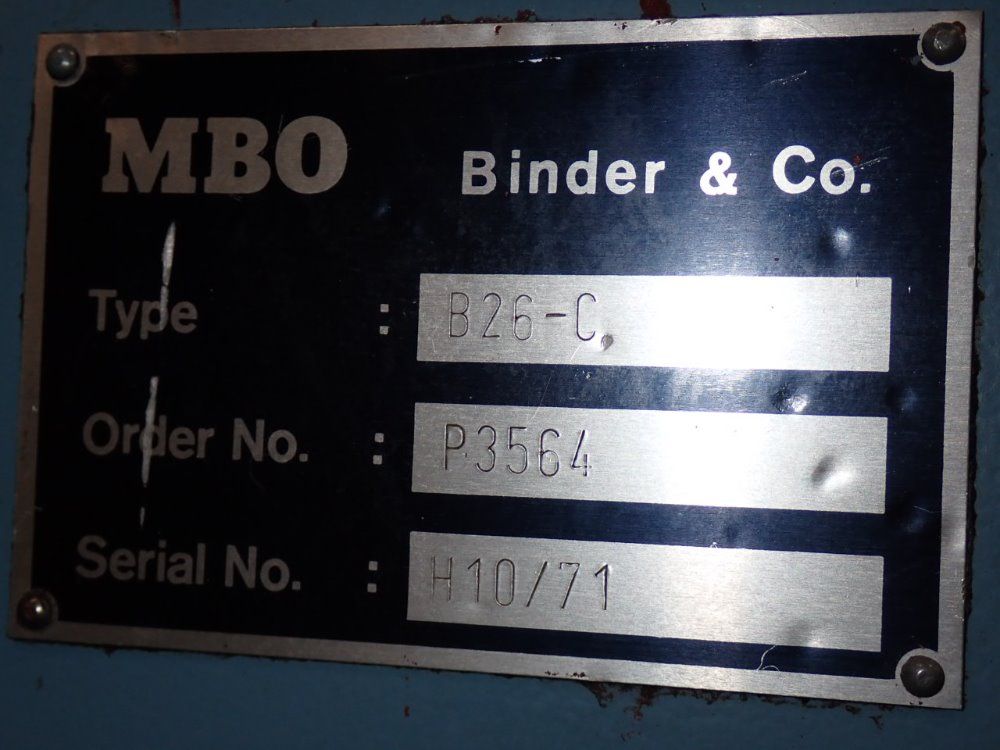 MBO Binder & Co.
Type : B26-C
Order No. : P3564
Serial No. : H10/71